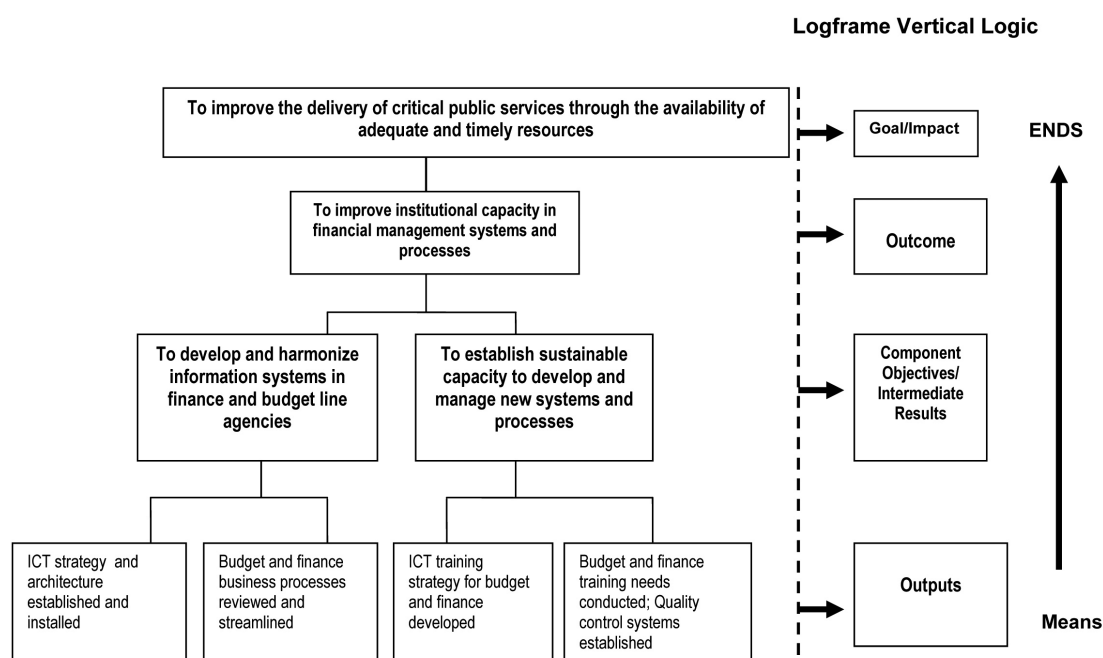 Logframe Vertical Logic
To improve the delivery of critical public services through the availability of
adequate and timely resources
Goal/Impact
ENDS
To improve institutional capacity in
financial management systems and
processes
Outcome
To develop and harmonize
information systems in
finance and budget line
agencies
To establish sustainable
capacity to develop and
manage new systems and
processes
Component
Objectives/
Intermediate
Results
ICT strategy and
architecture
established and
installed
Budget and finance
business processes
reviewed and
streamlined
ICT training
strategy for budget
and finance
developed
Budget and finance
training needs
conducted; Quality
control systems
established
Outputs
Means